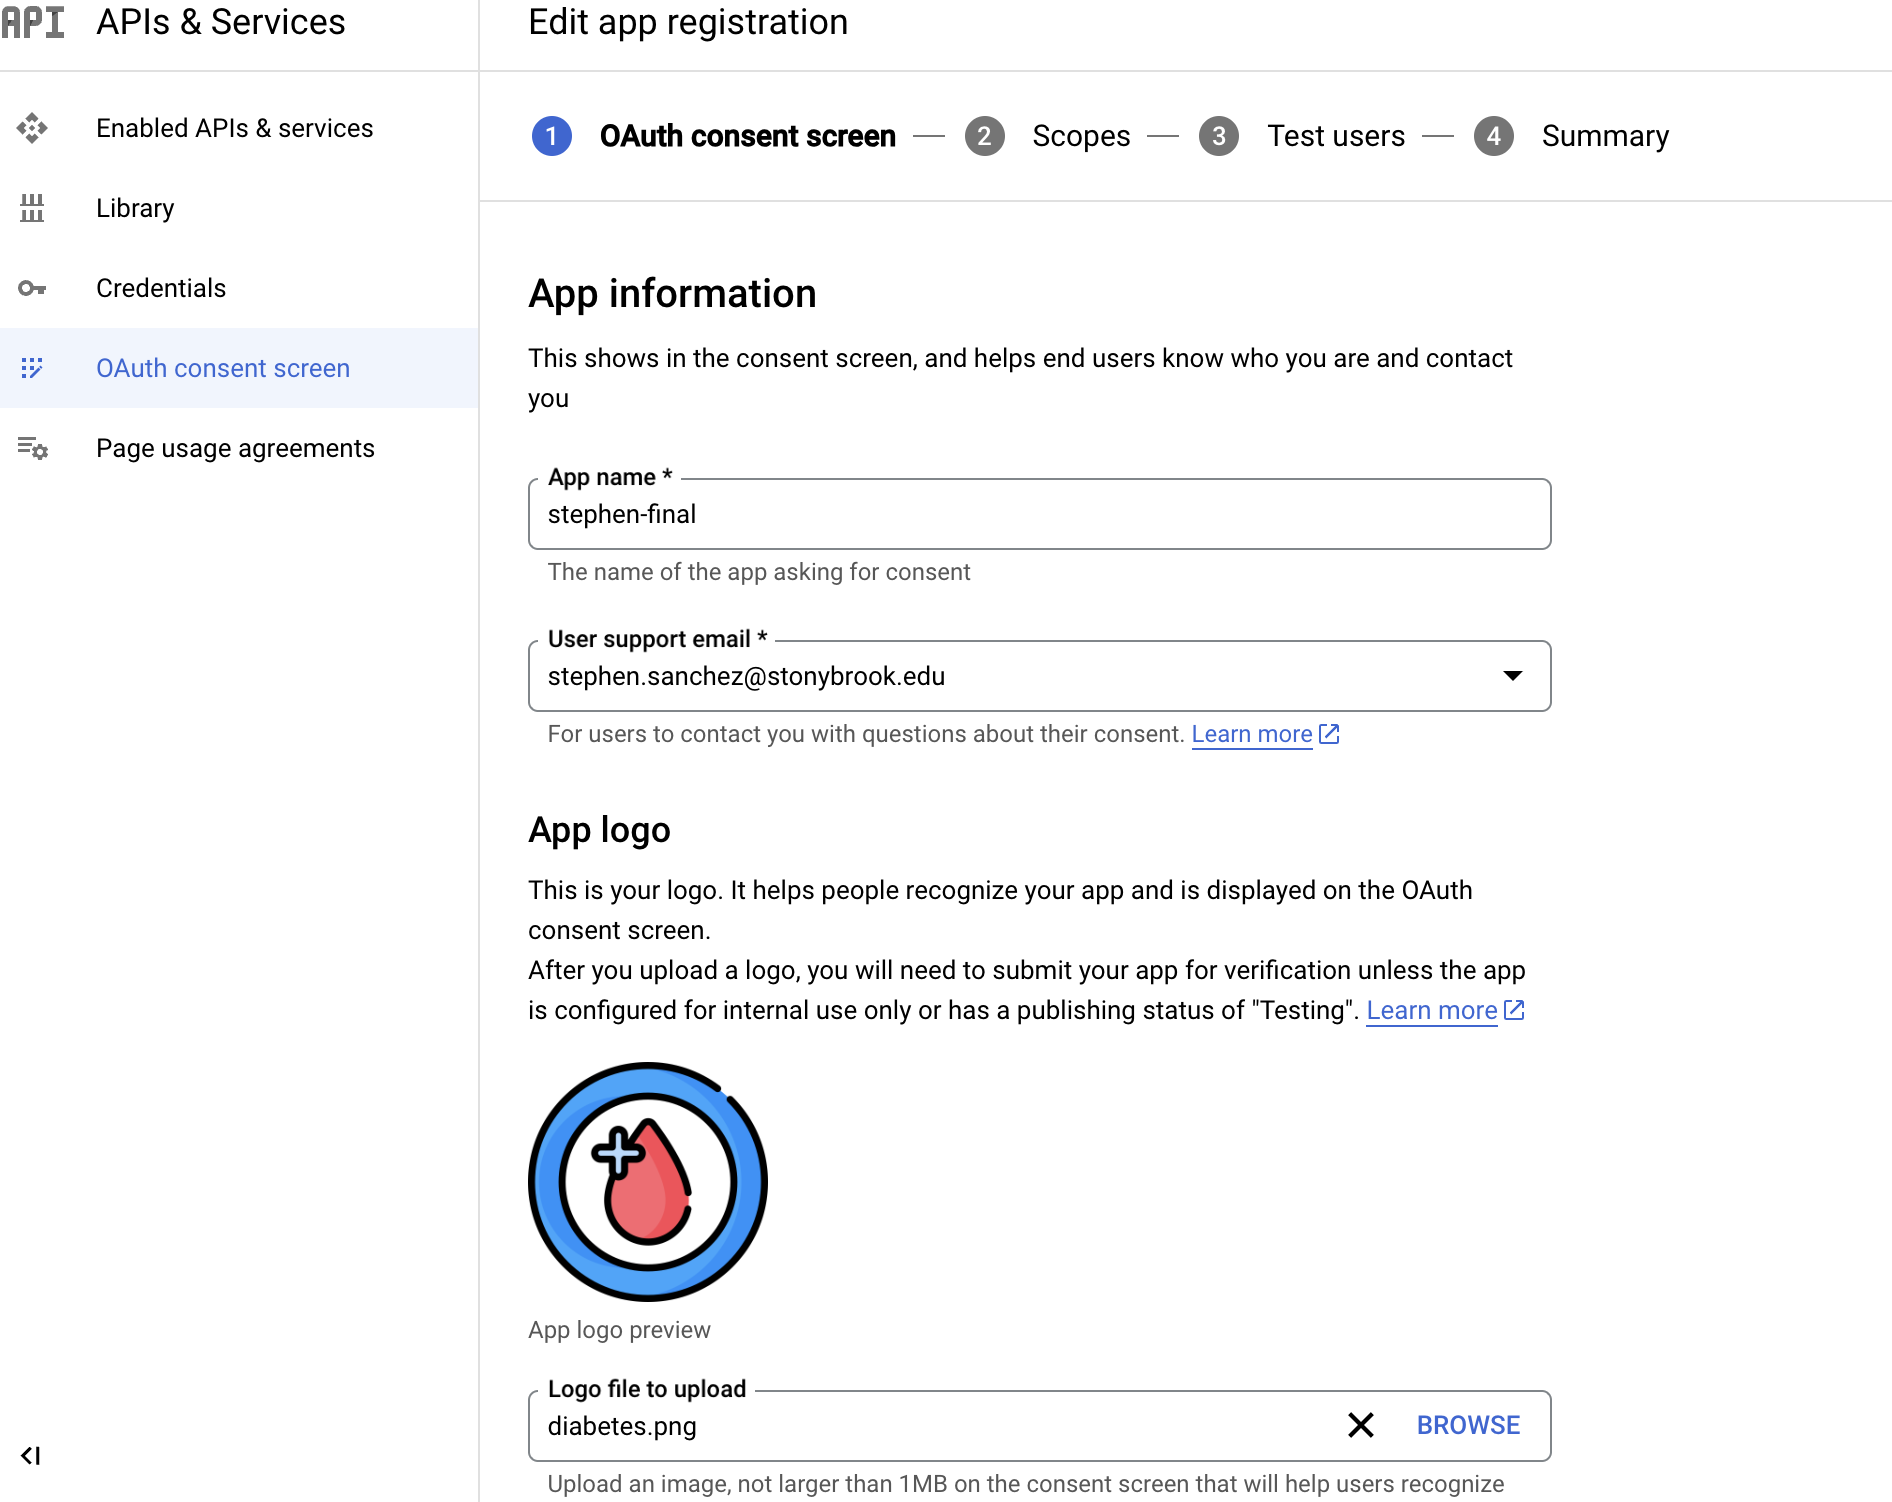 API APIs & Services
Edit app registration
Enabled APIs & services
Library
Credentials
OAuth consent screen
Page usage agreements
1 OAuth consent screen — 2 Scopes — 3 Test users — 4 Summary
App information
This shows in the consent screen, and helps end users know who you are and contact
you
App name *
stephen-final
The name of the app asking for consent
User support email *
stephen.sanchez@stonybrook.edu
For users to contact you with questions about their consent. Learn more
App logo
This is your logo. It helps people recognize your app and is displayed on the OAuth
consent screen.
After you upload a logo, you will need to submit your app for verification unless the app
is configured for internal use only or has a publishing status of "Testing". Learn more
App logo preview
Logo file to upload
diabetes.png
BROWSE
Upload an image, not larger than 1MB on the consent screen that will help users recognize